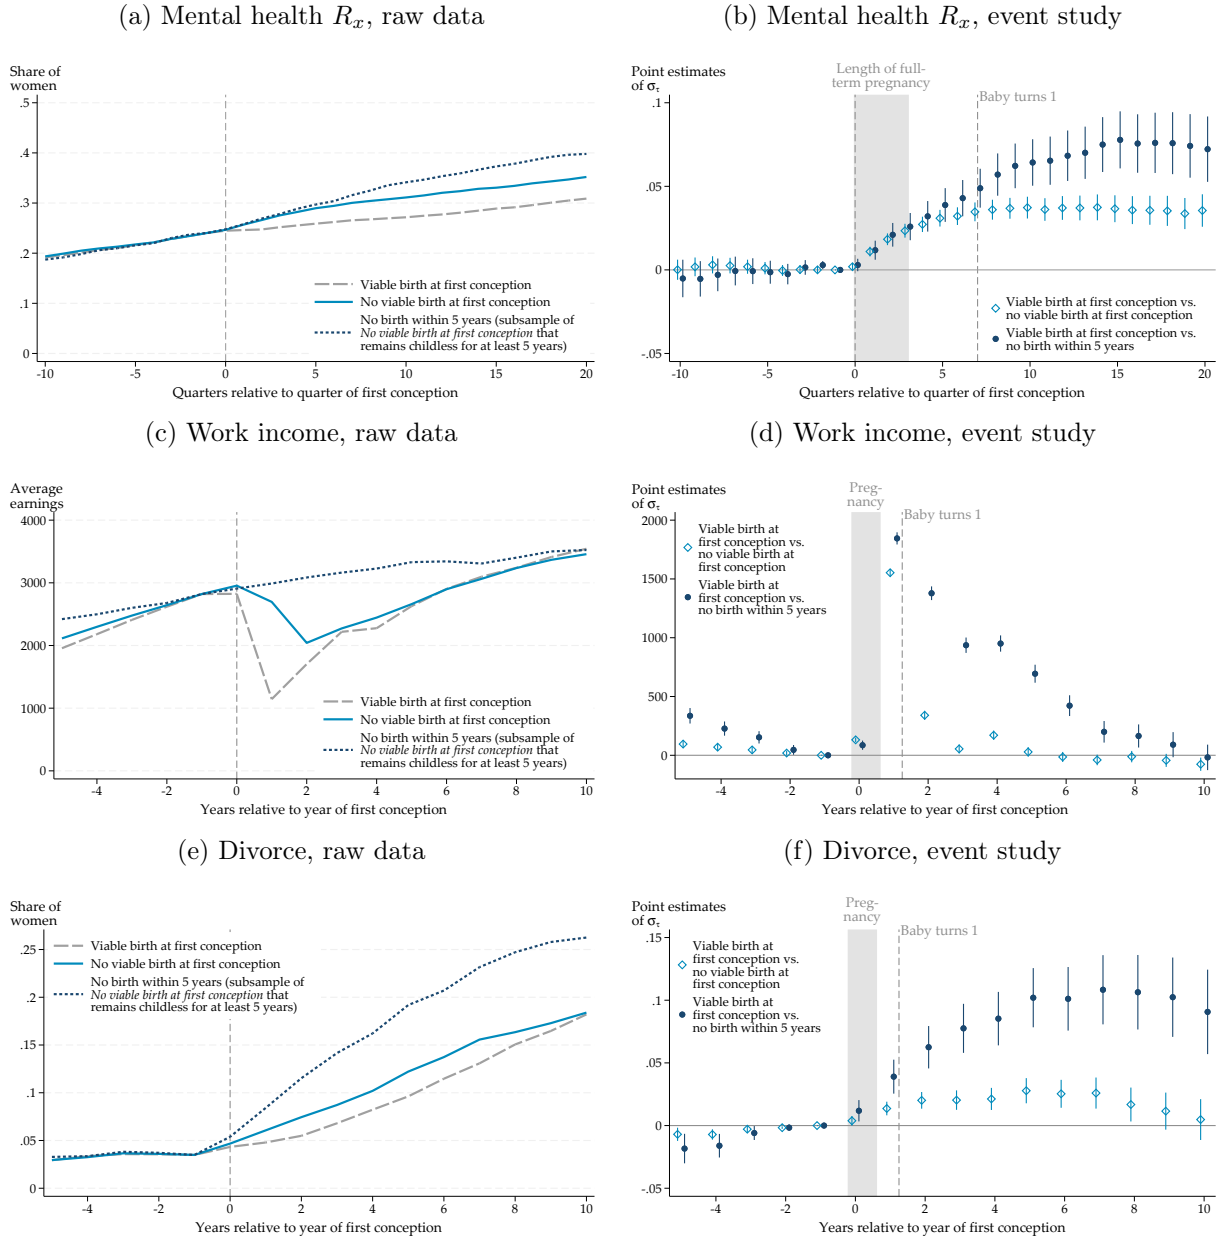 (a) Mental health Rx, raw data
Share of
women
.5
.4
.3
.2
.1
0
Viable birth at first conception
No viable birth at first conception
No birth within 5 years (subsample of
No viable birth at first conception that
remains childless for at least 5 years)
-10
-5
0
5
10
15
20
Quarters relative to quarter of first conception
(b) Mental health Rx, event study
Point estimates
of στ
Length of full-
term pregnancy
Baby turns 1
.1
.05
0
-.05
Viable birth at first conception vs.
no viable birth at first conception
Viable birth at first conception vs.
no birth within 5 years
-10
-5
0
5
10
15
20
Quarters relative to quarter of first conception
(c) Work income, raw data
Average
earnings
4000
3000
2000
1000
0
Viable birth at first conception
No viable birth at first conception
No birth within 5 years (subsample of
No viable birth at first conception that
remains childless for at least 5 years)
-4
-2
0
2
4
6
8
10
Years relative to year of first conception
(d) Work income, event study
Point estimates
of στ
Preg-
nancy
Baby turns 1
2000
1500
1000
500
0
Viable birth at
first conception vs.
no viable birth at
first conception
Viable birth at
first conception vs.
no birth within 5 years
-4
-2
0
2
4
6
8
10
Years relative to year of first conception
(e) Divorce, raw data
Share of
women
.25
.2
.15
.1
.05
0
Viable birth at first conception
No viable birth at first conception
No birth within 5 years (subsample of
No viable birth at first conception that
remains childless for at least 5 years)
-4
-2
0
2
4
6
8
10
Years relative to year of first conception
(f) Divorce, event study
Point estimates
of στ
Preg-
nancy
Baby turns 1
.15
.1
.05
0
-.05
Viable birth at
first conception vs.
no viable birth at
first conception
Viable birth at
first conception vs.
no birth within 5 years
-4
-2
0
2
4
6
8
10
Years relative to year of first conception